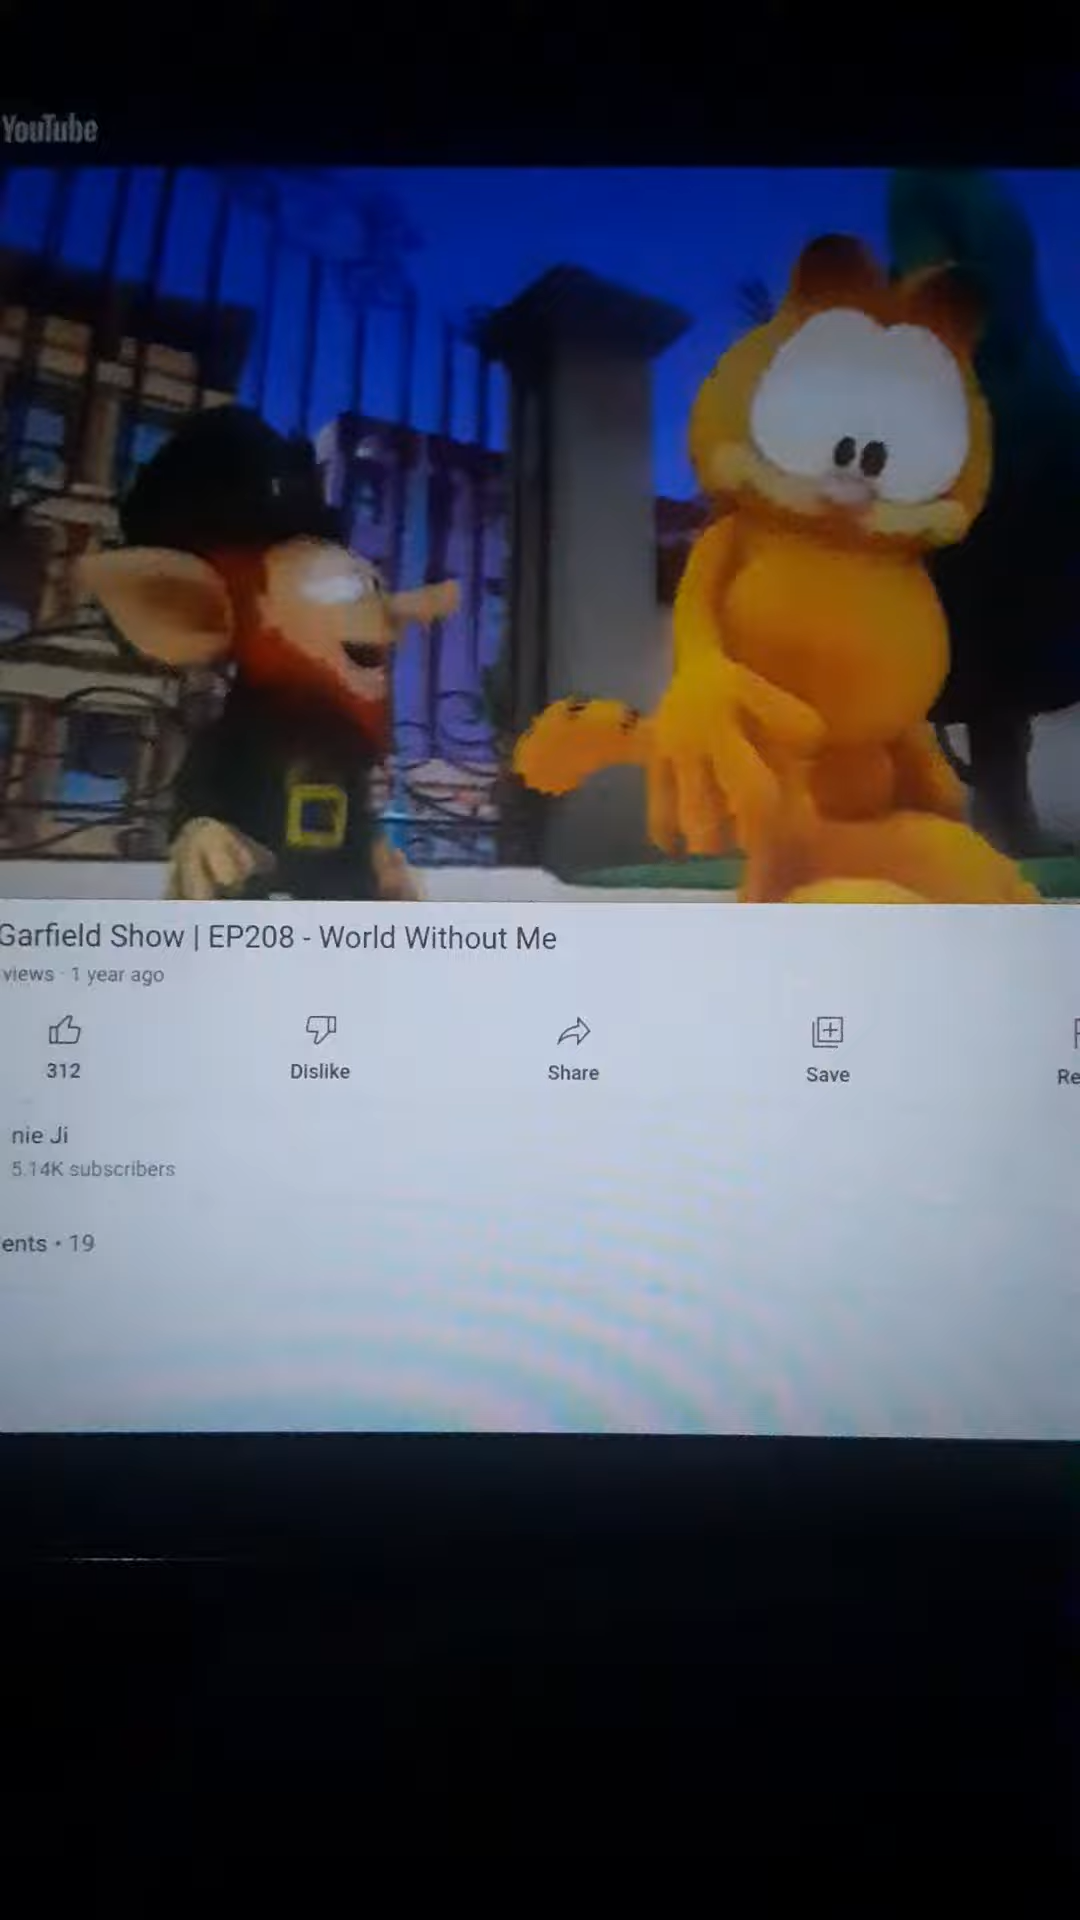 YouTube
Garfield Show | EP208 - World Without Me
views · 1 year ago
312
Dislike
Share
Save
Re
nie Ji
5.14K subscribers
ents • 19